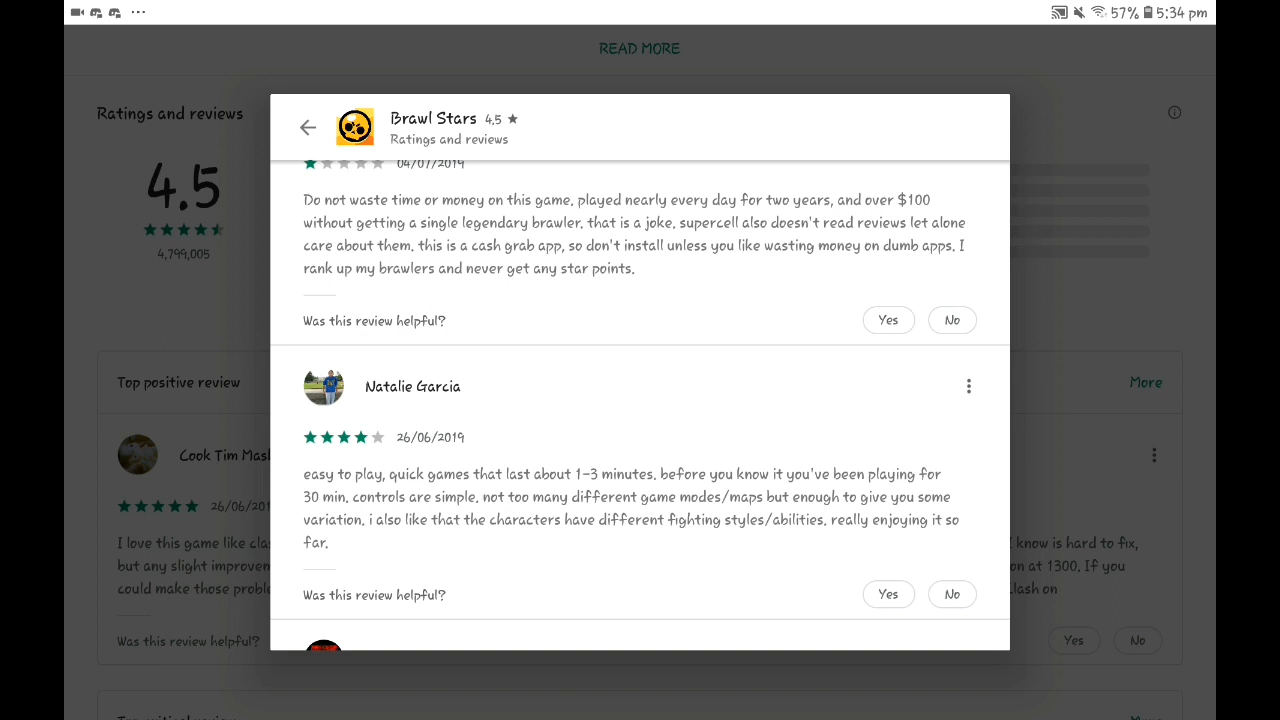 57% 5:34 pm
READ MORE
Ratings and reviews
4.5
4,799,005
Brawl Stars 4.5 ★
Ratings and reviews
04/07/2019
Do not waste time or money on this game. played nearly every day for two years, and over $100
without getting a single legendary brawler. that is a joke. supercell also doesn't read reviews let alone
care about them. this is a cash grab app, so don't install unless you like wasting money on dumb apps. I
rank up my brawlers and never get any star points.
Was this review helpful? Yes No
Natalie Garcia
26/06/2019
easy to play, quick games that last about 1-3 minutes. before you know it you've been playing for
30 min. controls are simple. not too many different game modes/maps but enough to give you some
variation. i also like that the characters have different fighting styles/abilities. really enjoying it so
far.
Was this review helpful? Yes No
Top positive review More
Cook Tim
26/06/201
I love this game like know is hard to fix,
but any slight on at 1300. If you
could make those lash on
Was this review helpful? Yes No